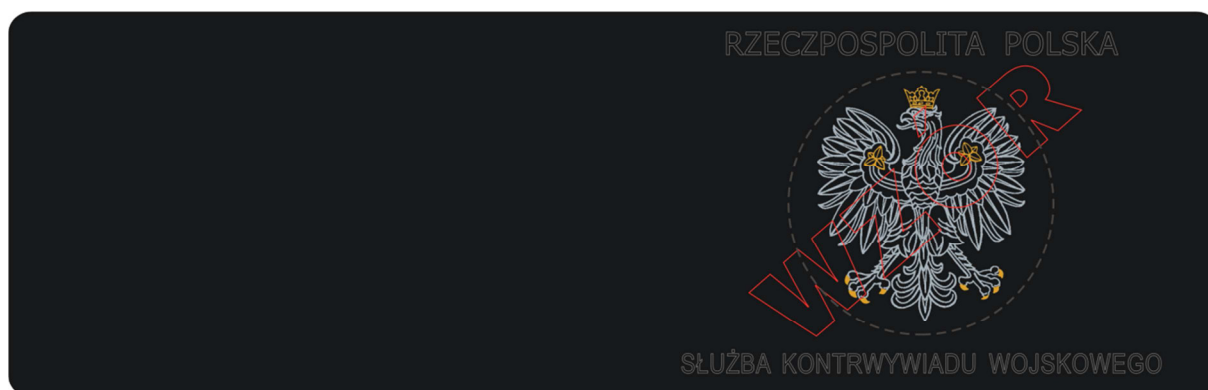 RZECZPOSPOLITA POLSKA
WZÓR
SŁUŻBA KONTRWYWIADU WOJSKOWEGO